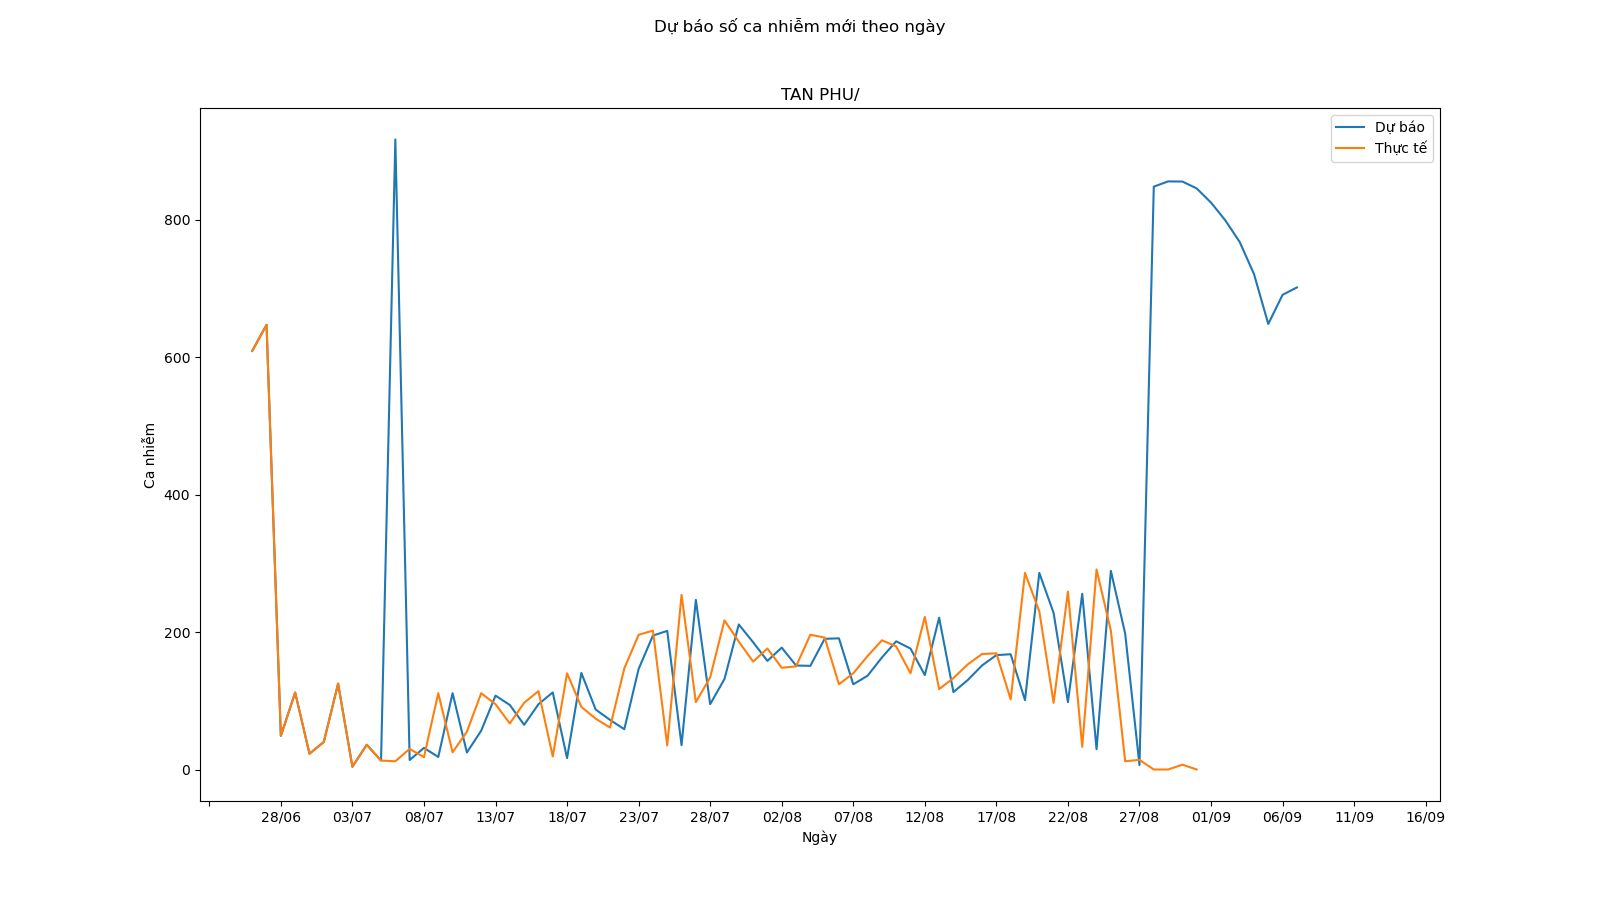 Dự báo số ca nhiễm mới theo ngày
TAN PHU/
Dự báo
Thực tế
Ca nhiễm
800
600
400
200
0
28/06 03/07 08/07 13/07 18/07 23/07 28/07 02/08 07/08 12/08 17/08 22/08 27/08 01/09 06/09 11/09 16/09
Ngày